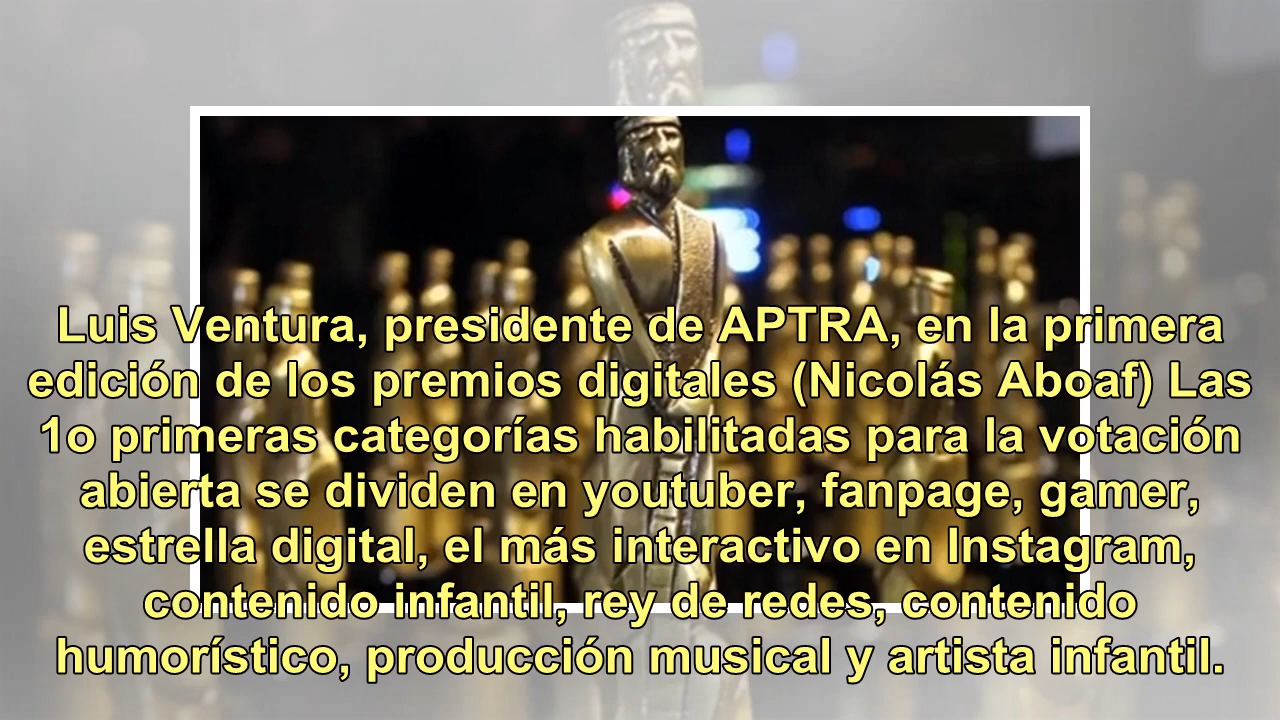 Luis Ventura, presidente de APTRA, en la primera
edición de los premios digitales (Nicolás Aboaf) Las
1o primeras categorías habilitadas para la votación
abierta se dividen en youtuber, fanpage, gamer,
estrella digital, el más interactivo en Instagram,
contenido infantil, rey de redes, contenido
humorístico, producción musical y artista infantil.